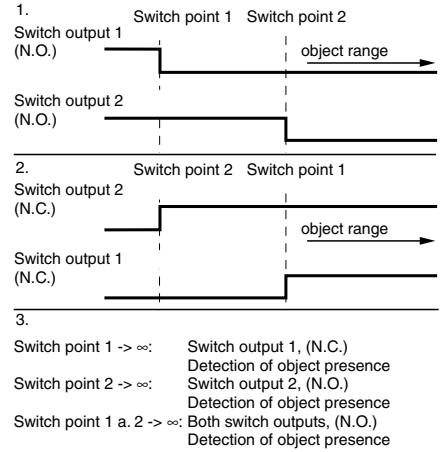 1.
Switch point 1 Switch point 2
Switch output 1
(N.O.)
object range
Switch output 2
(N.O.)
2.
Switch point 2 Switch point 1
Switch output 2
(N.C.)
object range
Switch output 1
(N.C.)
3.
Switch point 1 -> ∞: Switch output 1, (N.C.)
Detection of object presence
Switch point 2 -> ∞: Switch output 2, (N.O.)
Detection of object presence
Switch point 1 a. 2 -> ∞: Both switch outputs, (N.O.)
Detection of object presence